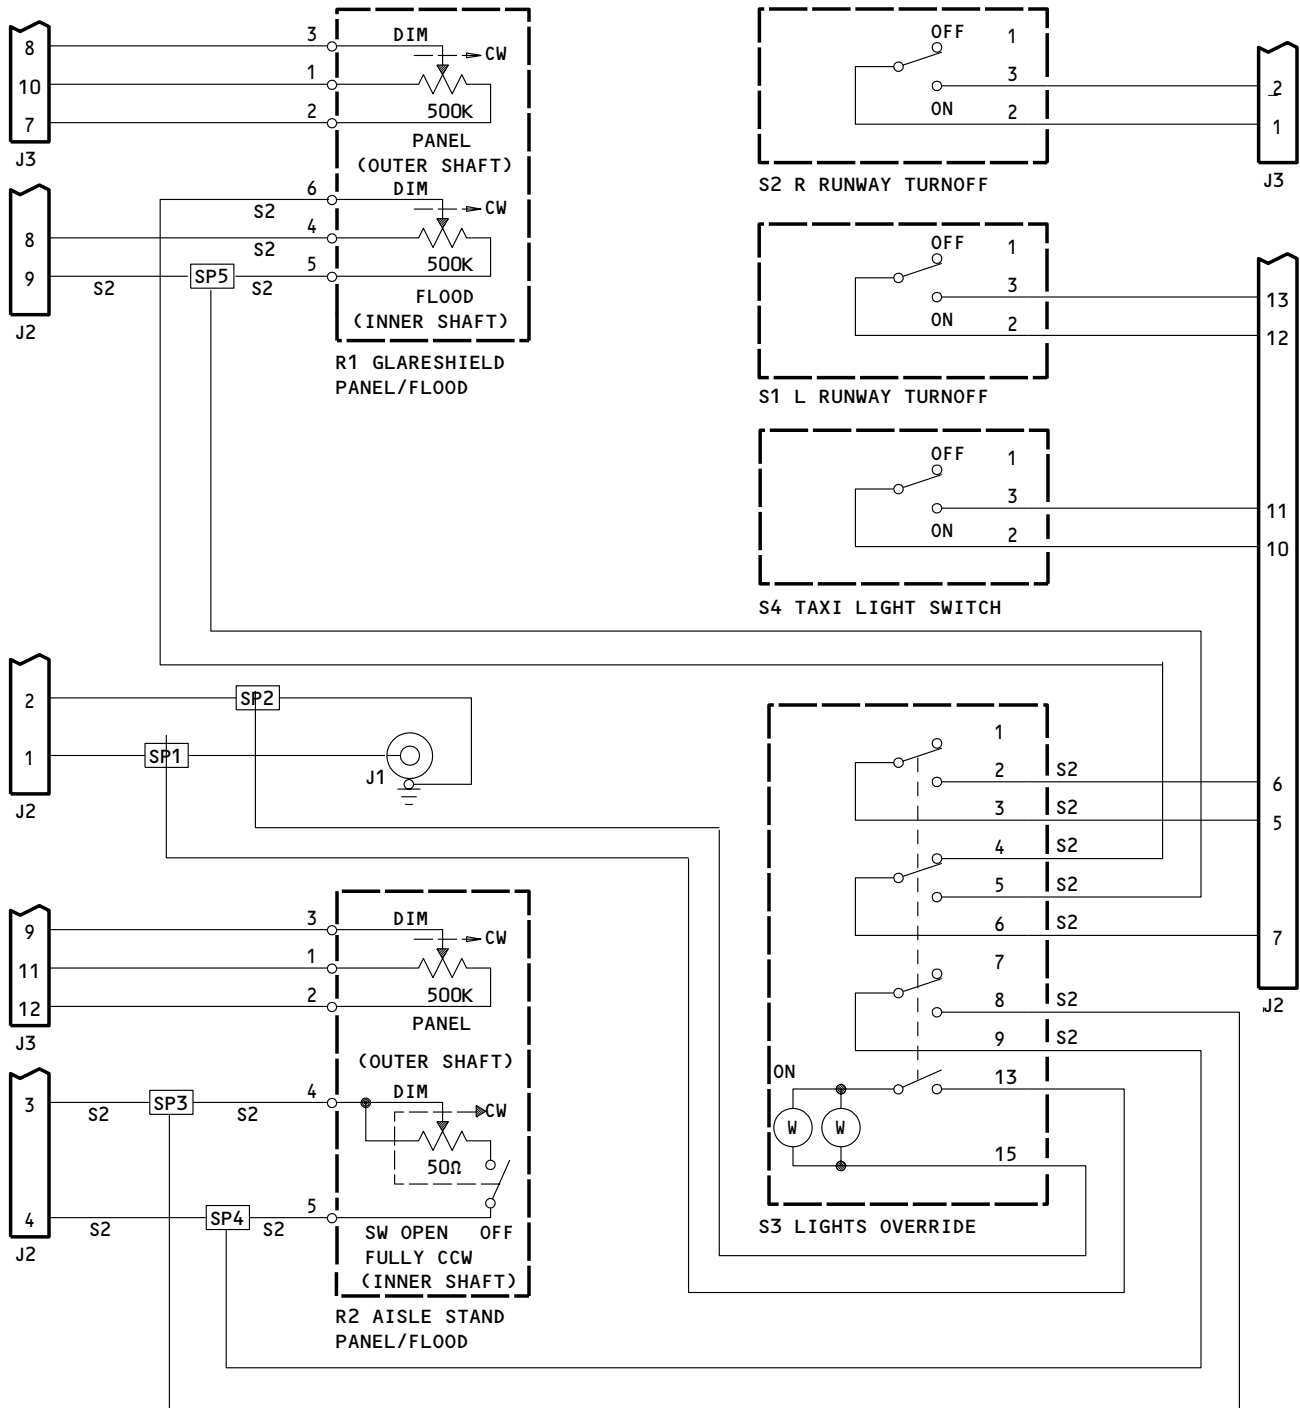 8
10
7
J3
3
1
2
DIM
CW
500K
PANEL
(OUTER SHAFT)
8
9
J2
S2
S2
S2
SP5
S2
6
4
5
DIM
CW
500K
FLOOD
(INNER SHAFT)
R1 GLARESHIELD
PANEL/FLOOD
OFF
ON
1
3
2
S2 R RUNWAY TURNOFF
2
1
J3
OFF
ON
1
3
2
S1 L RUNWAY TURNOFF
OFF
ON
1
3
2
S4 TAXI LIGHT SWITCH
13
12
11
10
6
5
7
J2
2
1
J2
SP2
SP1
J1
1
2 S2
3 S2
4 S2
5 S2
6 S2
7
8 S2
9 S2
13
15
ON
W W
S3 LIGHTS OVERRIDE
9
11
12
J3
3
1
2
DIM
CW
500K
PANEL
(OUTER SHAFT)
3
4
J2
S2
SP3
S2
S2
SP4
S2
4
5
DIM
CW
50Ω
SW OPEN OFF
FULLY CCW
(INNER SHAFT)
R2 AISLE STAND
PANEL/FLOOD